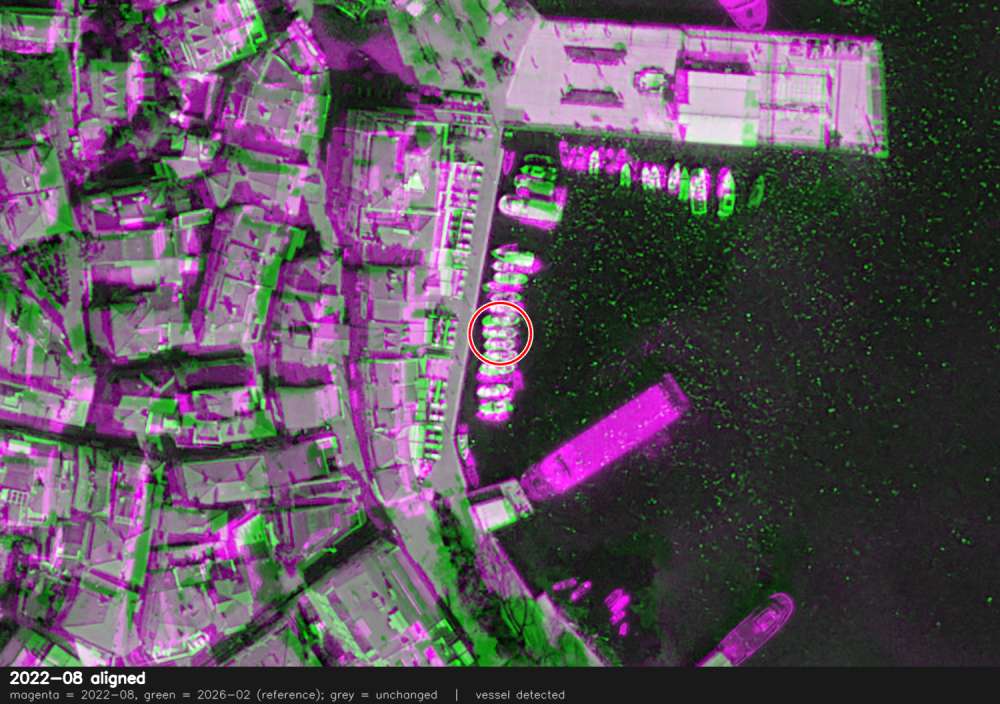 2022-08 aligned
magenta = 2022-08, green = 2026-02 (reference); grey = unchanged | vessel detected